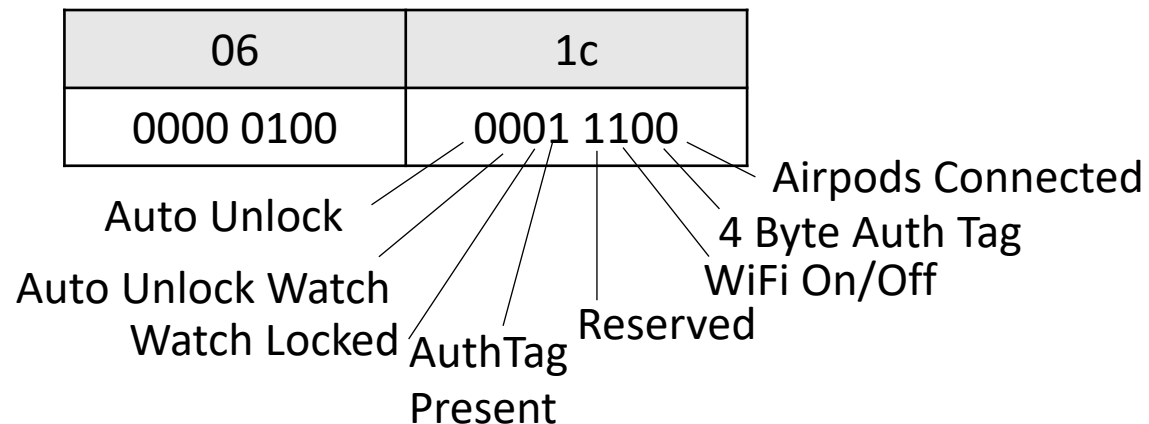 06 1c
0000 0100 0001 1100
Airpods Connected
Auto Unlock
4 Byte Auth Tag
Auto Unlock Watch
WiFi On/Off
Watch Locked
Reserved
AuthTag
Present